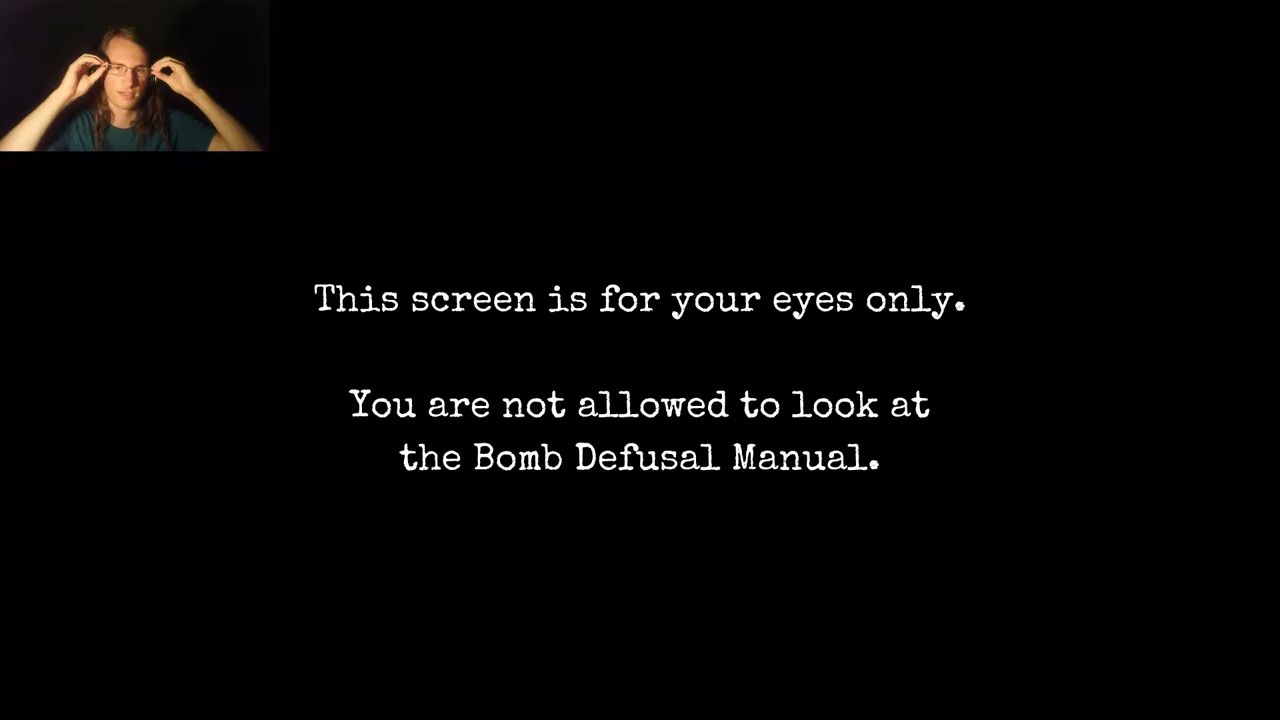 This screen is for your eyes only.
You are not allowed to look at
the Bomb Defusal Manual.